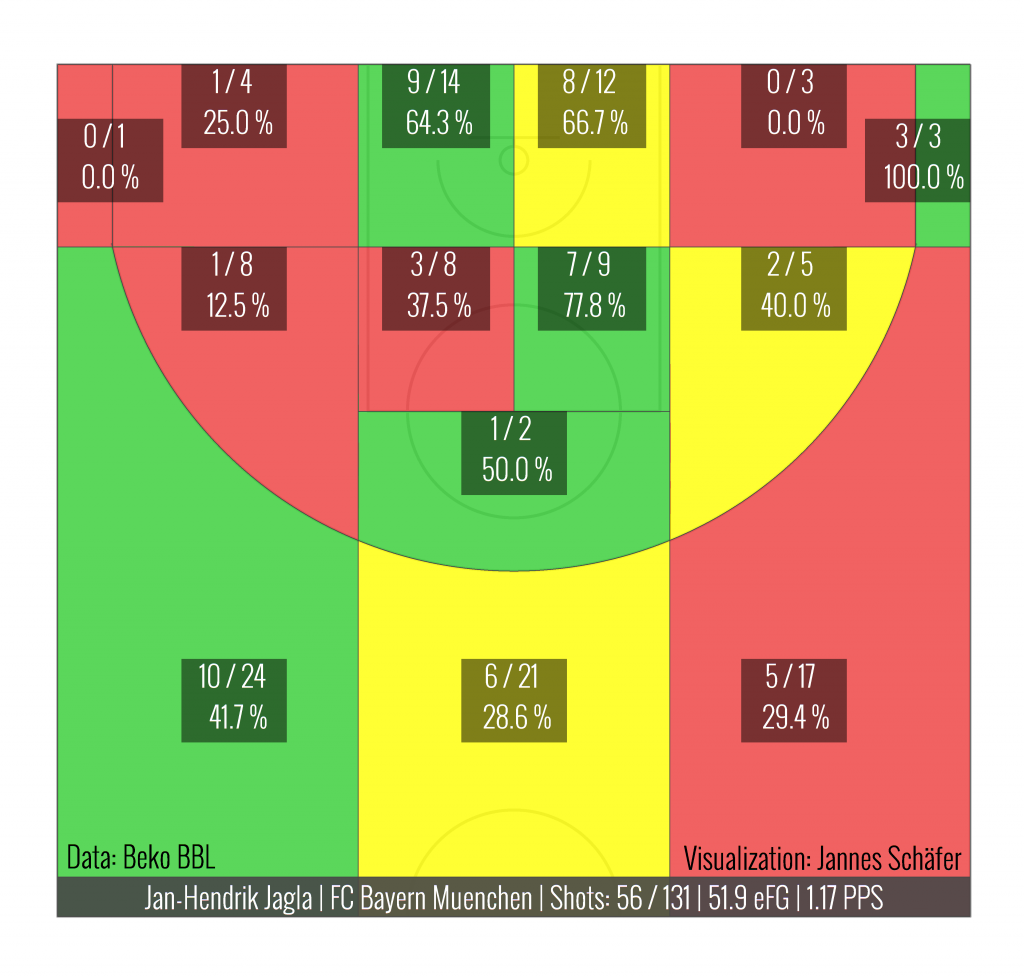 1 / 4
25.0 %
9 / 14
64.3 %
8 / 12
66.7 %
0 / 3
0.0 %
0 / 1
0.0 %
3 / 3
100.0 %
1 / 8
12.5 %
3 / 8
37.5 %
7 / 9
77.8 %
2 / 5
40.0 %
1 / 2
50.0 %
10 / 24
41.7 %
6 / 21
28.6 %
5 / 17
29.4 %
Data: Beko BBL
Visualization: Jannes Schäfer
Jan-Hendrik Jagla | FC Bayern Muenchen | Shots: 56 / 131 | 51.9 eFG | 1.17 PPS